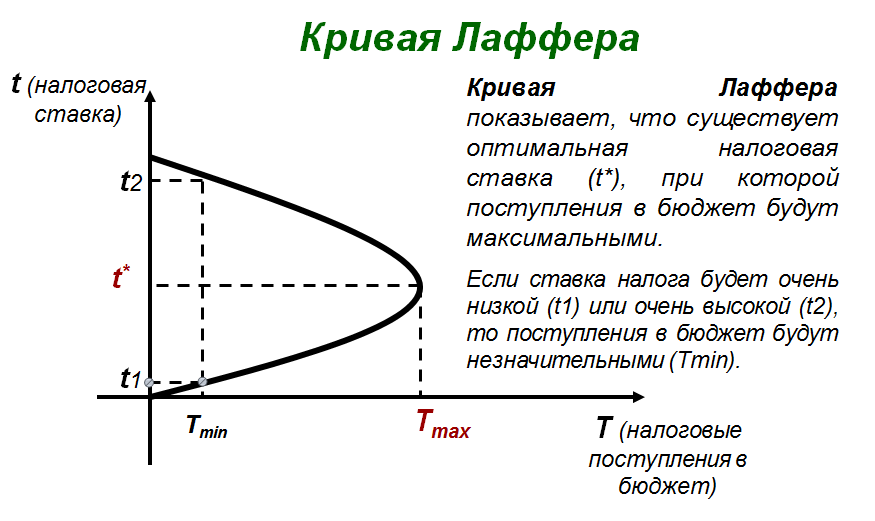 Кривая Лаффера
t (налоговая
ставка)
Кривая Лаффера
показывает, что существует
оптимальная налоговая
ставка (t*), при которой
поступления в бюджет будут
максимальными.
Если ставка налога будет очень
низкой (t1) или очень высокой (t2),
то поступления в бюджет будут
незначительными (Tmin).
t2
t*
t1
Tmin
Tmax
T (налоговые
поступления в
бюджет)